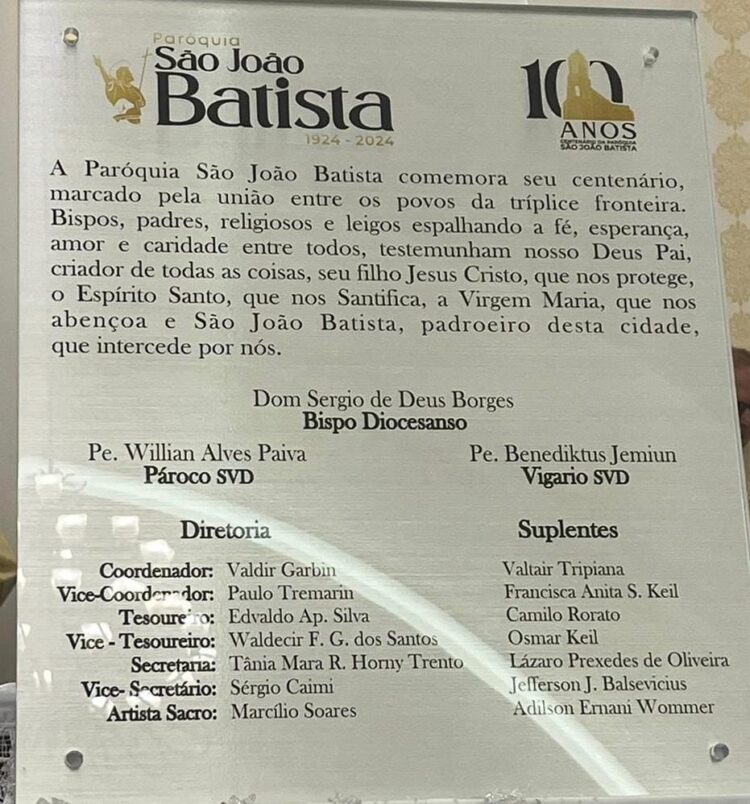 Paróquia
São João
Batista
1924 - 2024
100
ANOS
CENTENÁRIO DA PARÓQUIA
SÃO JOÃO BATISTA
A Paróquia São João Batista comemora seu centenário,
marcado pela união entre os povos da tríplice fronteira.
Bispos, padres, religiosos e leigos espalhando a fé, esperança,
amor e caridade entre todos, testemunham nosso Deus Pai,
criador de todas as coisas, seu filho Jesus Cristo, que nos protege,
o Espírito Santo, que nos Santifica, a Virgem Maria, que nos
abençoa e São João Batista, padroeiro desta cidade,
que intercede por nós.
Dom Sergio de Deus Borges
Bispo Diocesanso
Pe. Willian Alves Paiva
Pároco SVD
Pe. Benediktus Jemiun
Vigario SVD
Diretoria
Coordenador: Valdir Garbin
Vice-Coordenador: Paulo Tremarin
Tesoureiro: Edvaldo Ap. Silva
Vice - Tesoureiro: Waldecir F. G. dos Santos
Secretaria: Tânia Mara R. Horny Trento
Vice- Secretário: Sérgio Caimi
Artista Sacro: Marcílio Soares
Suplentes
Valtair Tripiana
Francisca Anita S. Keil
Camilo Rorato
Osmar Keil
Lázaro Prexedes de Oliveira
Jefferson J. Balsevicius
Adilson Ernani Wommer